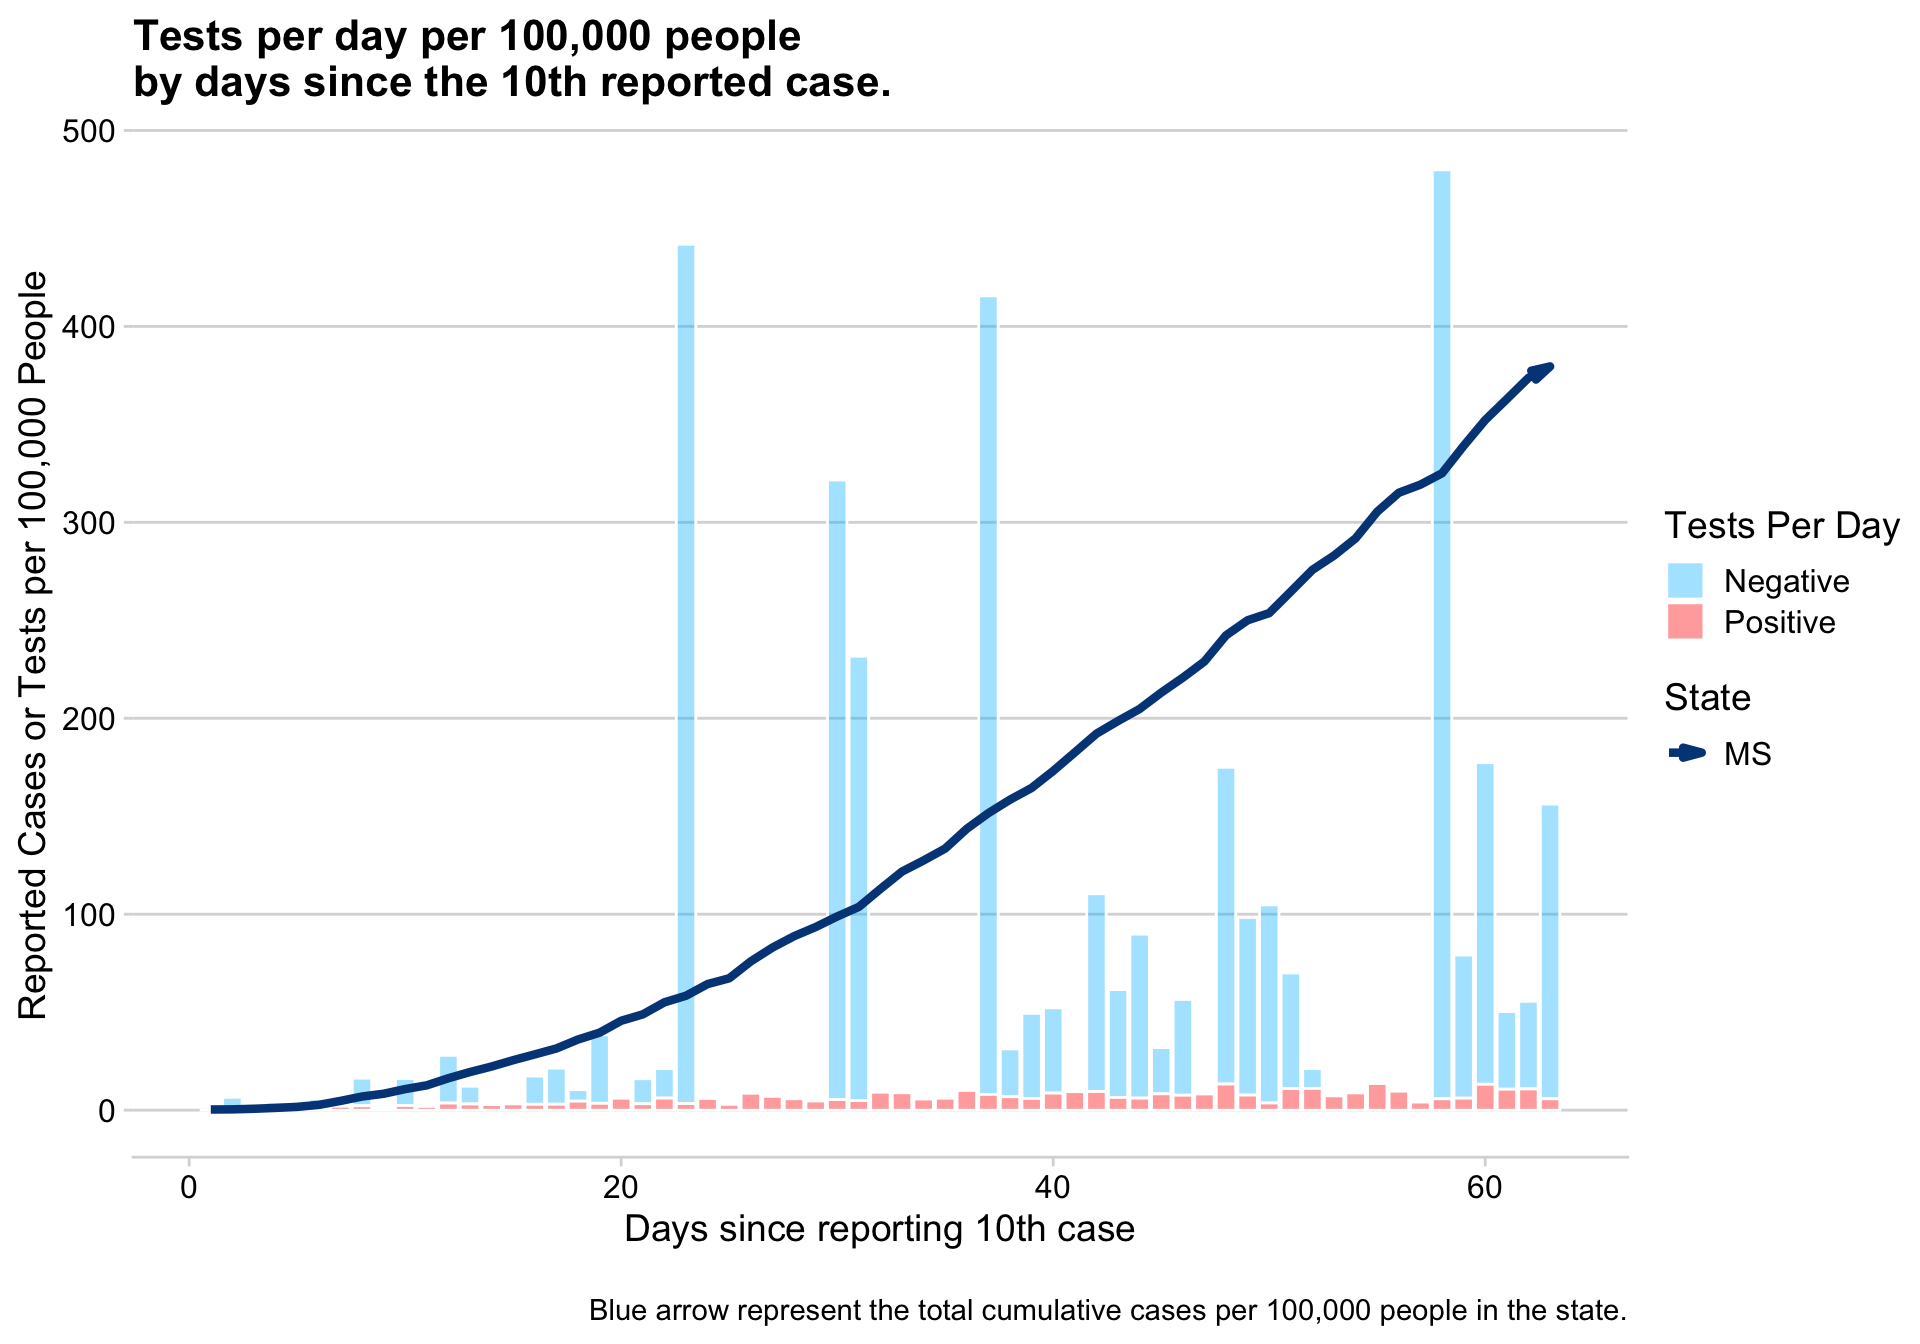 Tests per day per 100,000 people
by days since the 10th reported case.
Reported Cases or Tests per 100,000 People
500
400
300
200
100
0
0 20 40 60
Days since reporting 10th case
Tests Per Day
Negative
Positive
State
MS
Blue arrow represent the total cumulative cases per 100,000 people in the state.